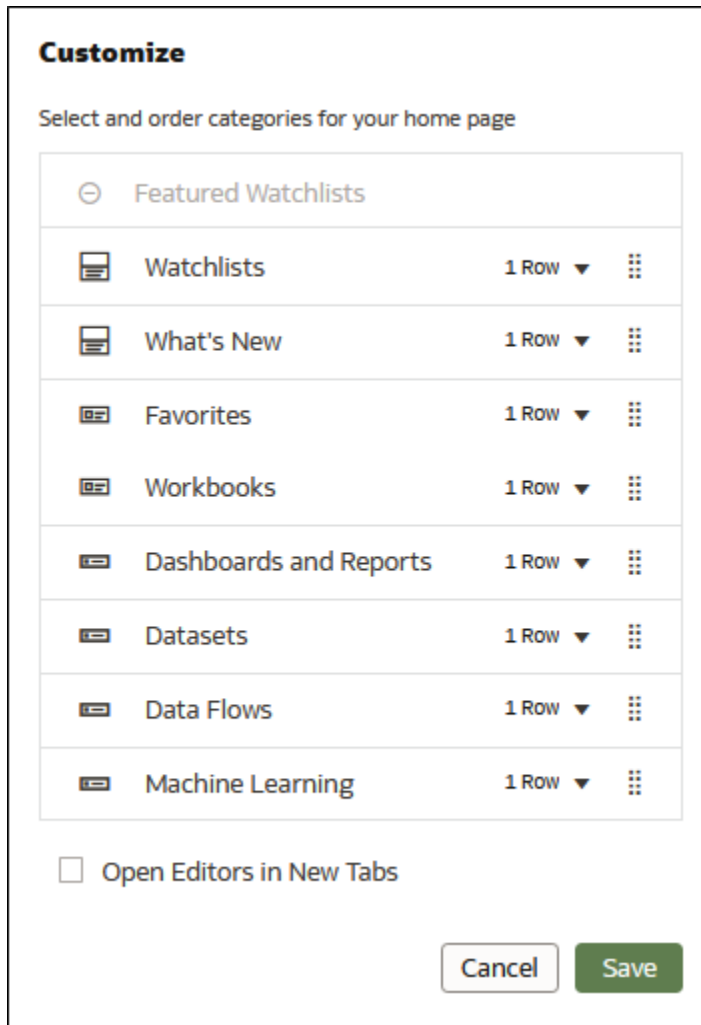 Customize
Select and order categories for your home page
Featured Watchlists
Watchlists 1 Row
What's New 1 Row
Favorites 1 Row
Workbooks 1 Row
Dashboards and Reports 1 Row
Datasets 1 Row
Data Flows 1 Row
Machine Learning 1 Row
Open Editors in New Tabs
Cancel Save